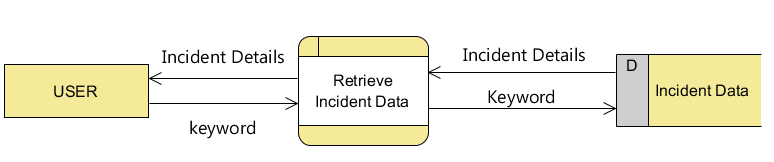 Incident Details
Incident Details
D
USER
Retrieve
Incident Data
Incident Data
keyword
Keyword